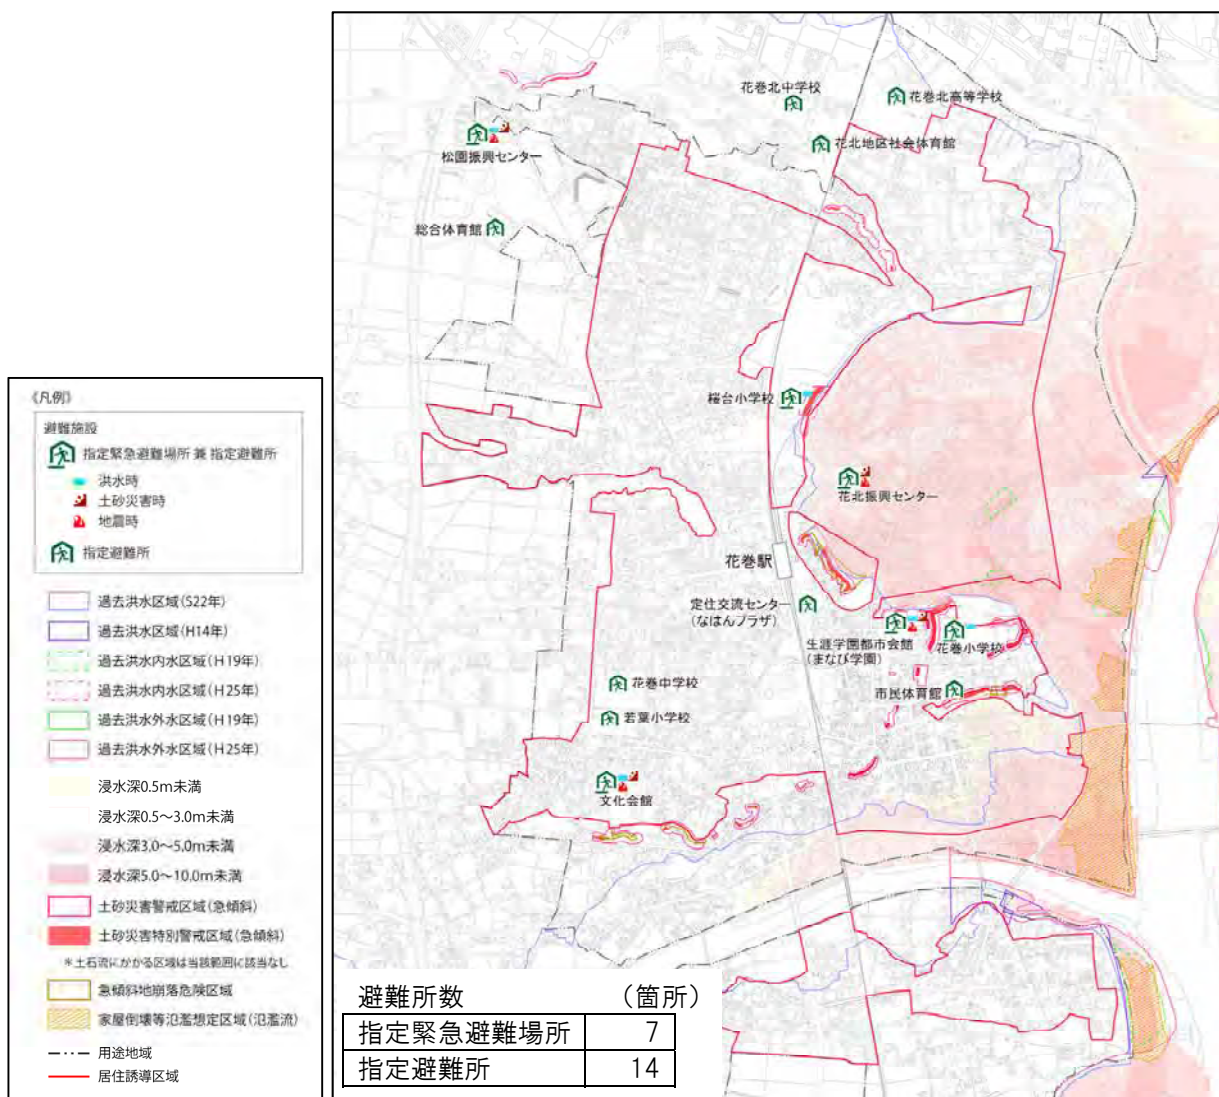 《凡例》
避難施設
指定緊急避難場所 兼 指定避難所
洪水時
土砂災害時
地震時
指定避難所
過去洪水区域(S22年)
過去洪水区域(H14年)
過去洪水内水区域(H19年)
過去洪水内水区域(H25年)
過去洪水外水区域(H19年)
過去洪水外水区域(H25年)
浸水深0.5m未満
浸水深0.5～3.0m未満
浸水深3.0～5.0m未満
浸水深5.0～10.0m未満
土砂災害警戒区域(急傾斜)
土砂災害特別警戒区域(急傾斜)
＊土石流にかかる区域は当該範囲に該当なし
急傾斜地崩落危険区域
家屋倒壊等氾濫想定区域(氾濫流)
用途地域
居住誘導区域
花巻北中学校
花巻北高等学校
花北地区社会体育館
松園振興センター
総合体育館
桜台小学校
花北振興センター
花巻駅
定住交流センター
(なはんプラザ)
生涯学園都市会館
(まなび学園)
花巻小学校
市民体育館
花巻中学校
若葉小学校
文化会館
避難所数 （箇所）
指定緊急避難場所 7
指定避難所 14